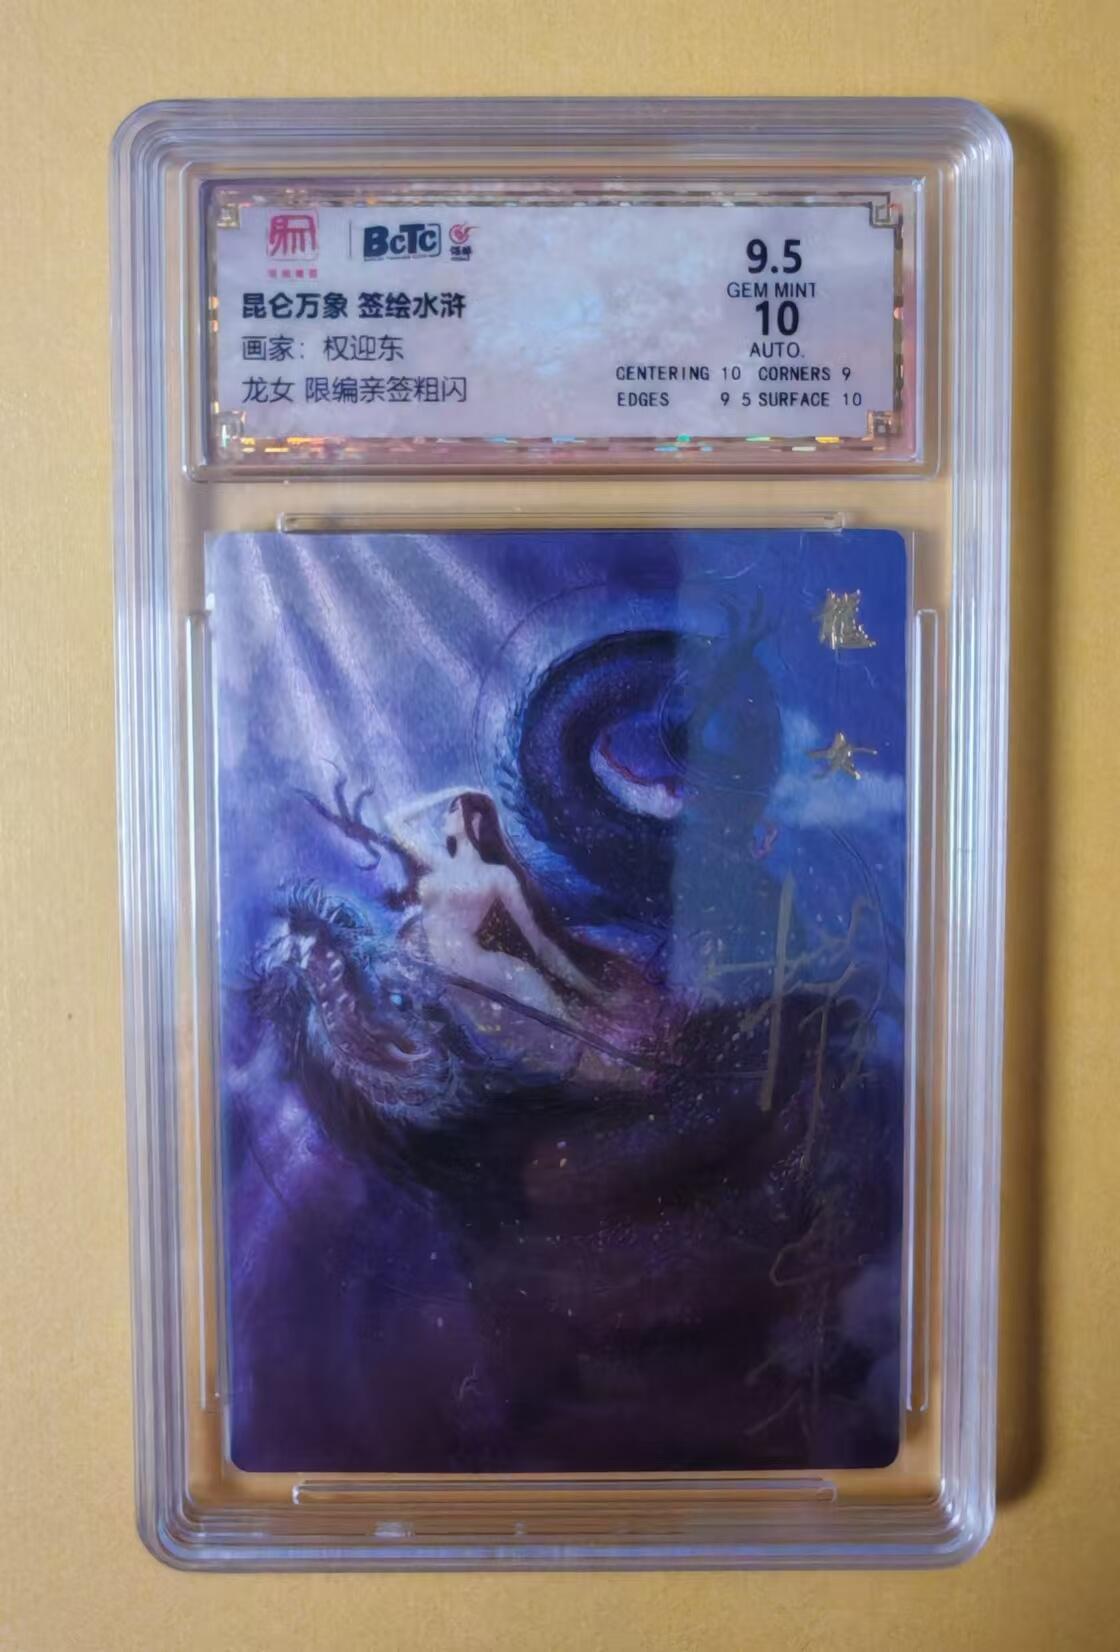 BcTc
昆仑万象 签绘水浒
画家：权迎东
龙女 限编亲签粗闪
9.5
GEM MINT
10
AUTO.
CENTERING 10 CORNERS 9
EDGES 9 5 SURFACE 10
龍
女